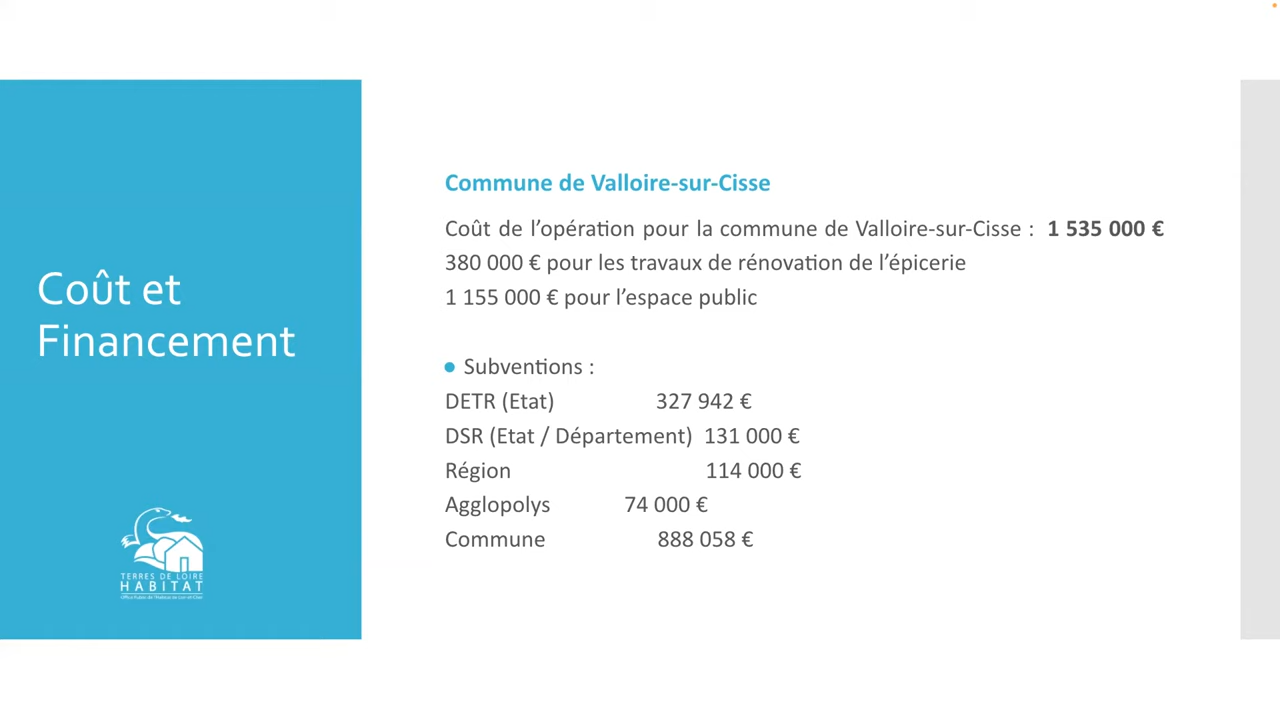 Coût et
Financement
TERRES DE LOIRE
HABITAT
Commune de Valloire-sur-Cisse
Coût de l’opération pour la commune de Valloire-sur-Cisse : 1 535 000 €
380 000 € pour les travaux de rénovation de l’épicerie
1 155 000 € pour l’espace public
● Subventions :
DETR (Etat) 327 942 €
DSR (Etat / Département) 131 000 €
Région 114 000 €
Agglopolys 74 000 €
Commune 888 058 €